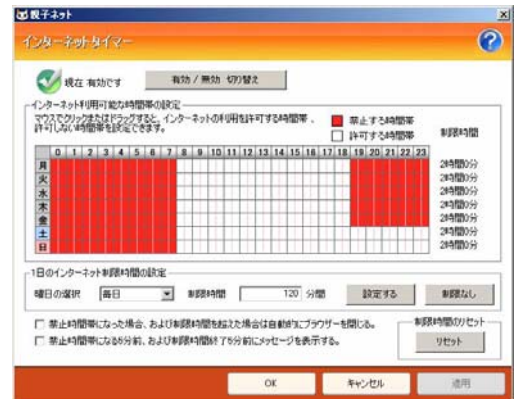 親子ネット
インターネットタイマー
現在 有効です
有効 / 無効 切り替え
インターネット利用可能な時間帯の設定
マウスでクリックまたはドラッグすると、インターネットの利用を許可する時間帯、
許可しない時間帯を設定できます。
禁止する時間帯
許可する時間帯
制限時間
0 1 2 3 4 5 6 7 8 9 10 11 12 13 14 15 16 17 18 19 20 21 22 23
月 2時間0分
火 2時間0分
水 2時間0分
木 2時間0分
金 2時間0分
土 2時間0分
日 2時間0分
1日のインターネット制限時間の設定
曜日の選択 毎日 制限時間 120 分間 設定する 制限なし
禁止時間帯になった場合、および制限時間を超えた場合は自動的にブラウザーを閉じる。
禁止時間帯になる5分前、および制限時間終了5分前にメッセージを表示する。
制限時間のリセット
リセット
OK キャンセル 適用